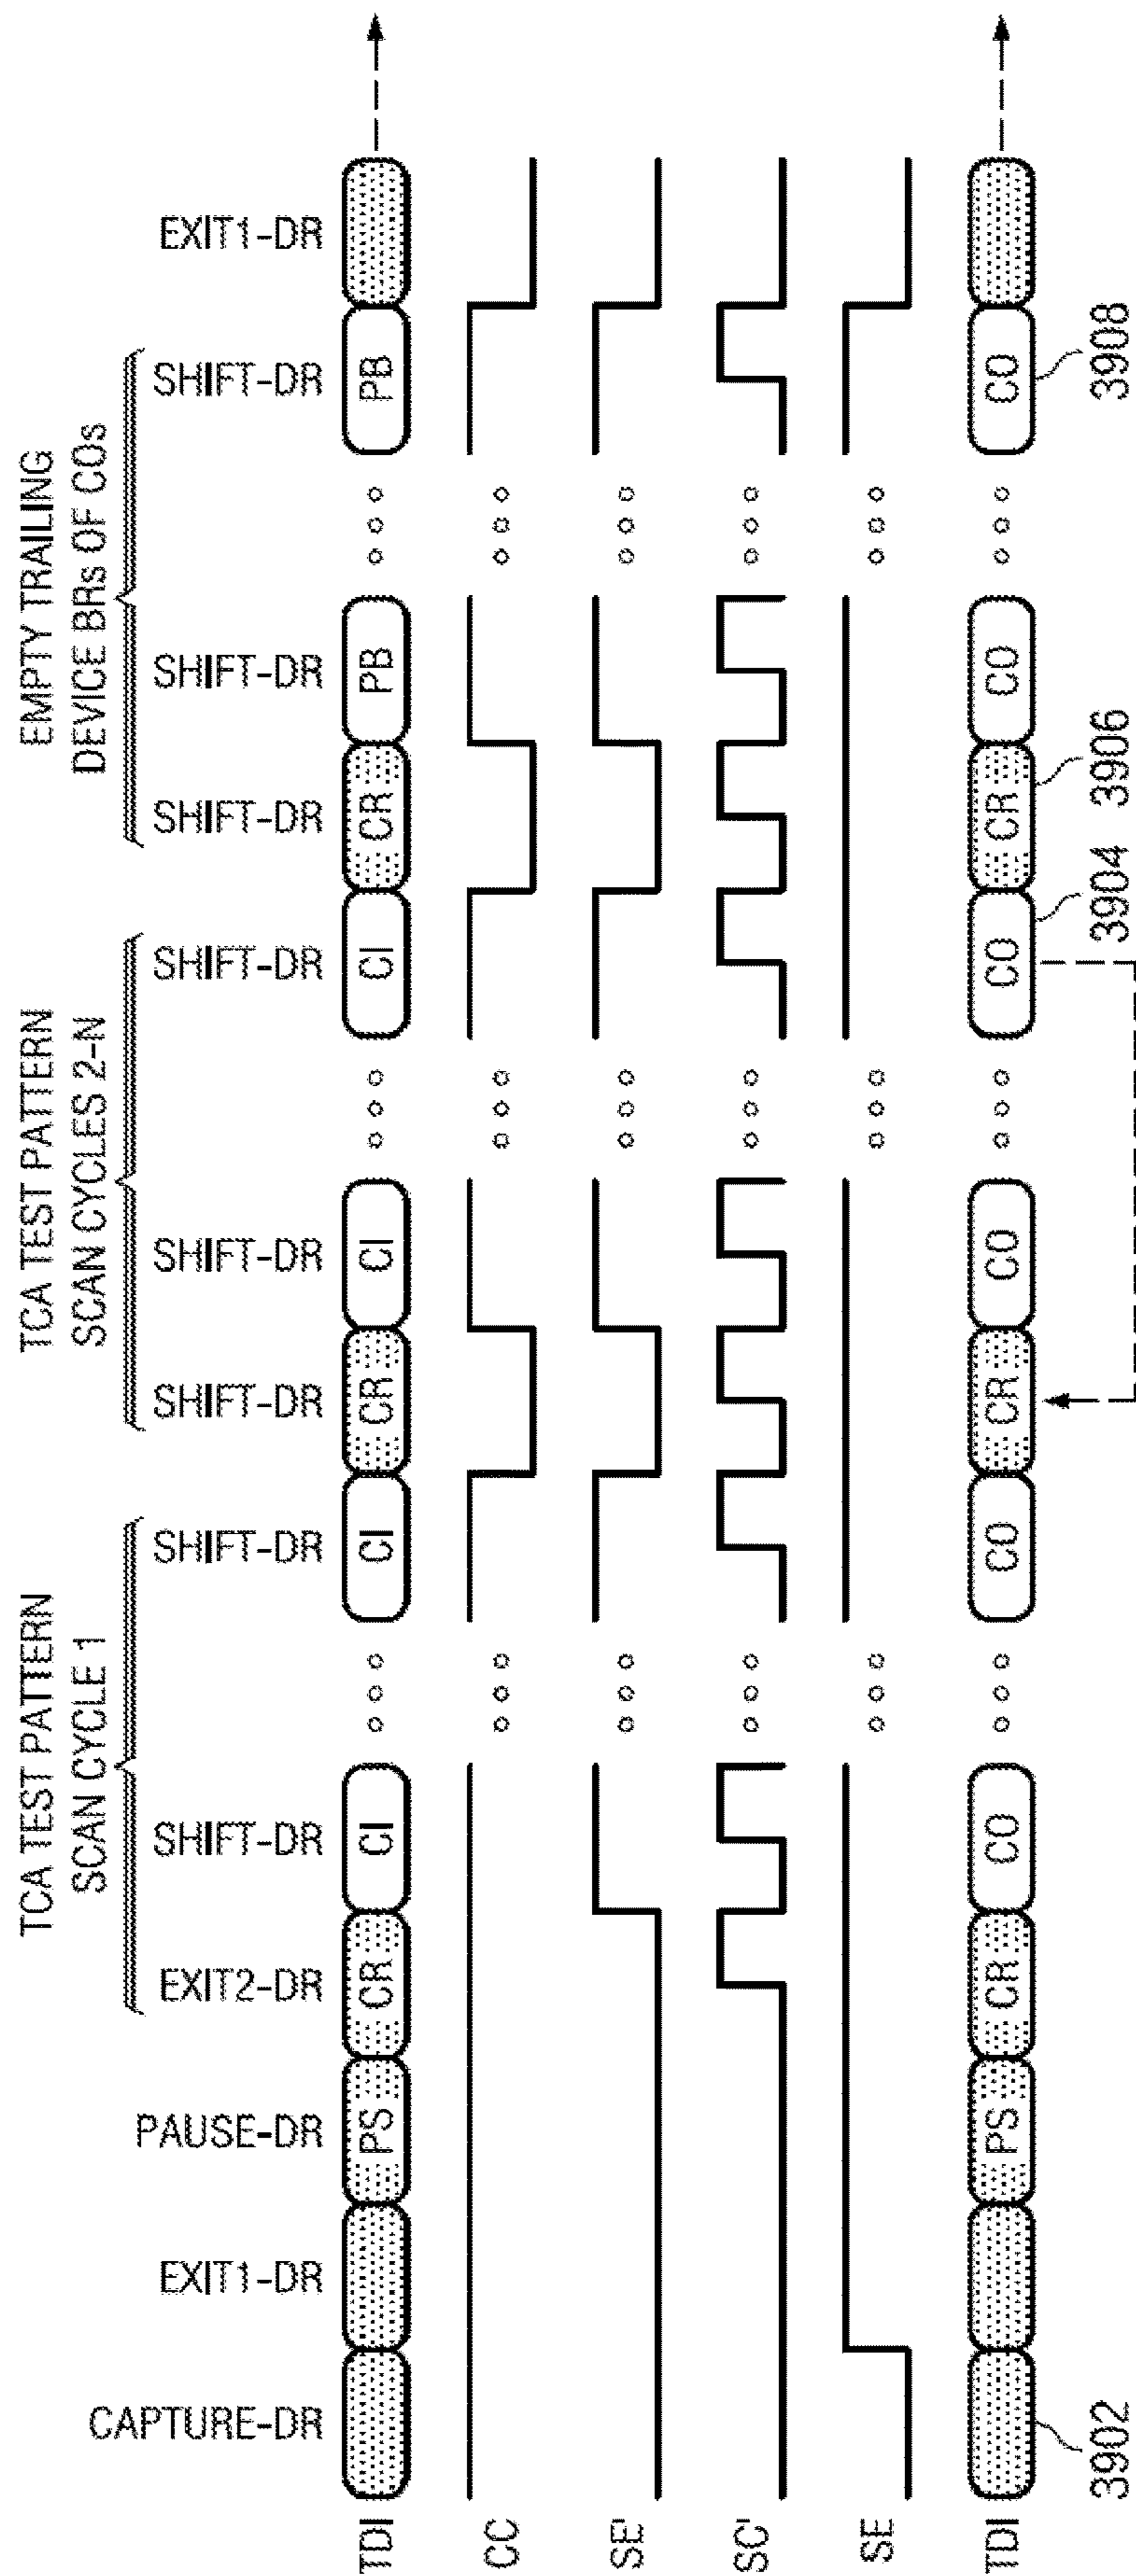 TCA TEST PATTERN
SCAN CYCLE 1
TCA TEST PATTERN
SCAN CYCLES 2-N
EMPTY TRAILING
DEVICE BRs OF COs
CAPTURE-DR
EXIT1-DR
PAUSE-DR
EXIT2-DR
SHIFT-DR
SHIFT-DR
SHIFT-DR
SHIFT-DR
SHIFT-DR
SHIFT-DR
SHIFT-DR
SHIFT-DR
EXIT1-DR
TDI
PS
CR
CI
CI
CR
CI
CI
CR
PB
PB
CC
SE'
SC'
SE
TDI
PS
CR
CO
CO
CR
CO
CO
CR
CO
CO
3902
3904
3906
3908